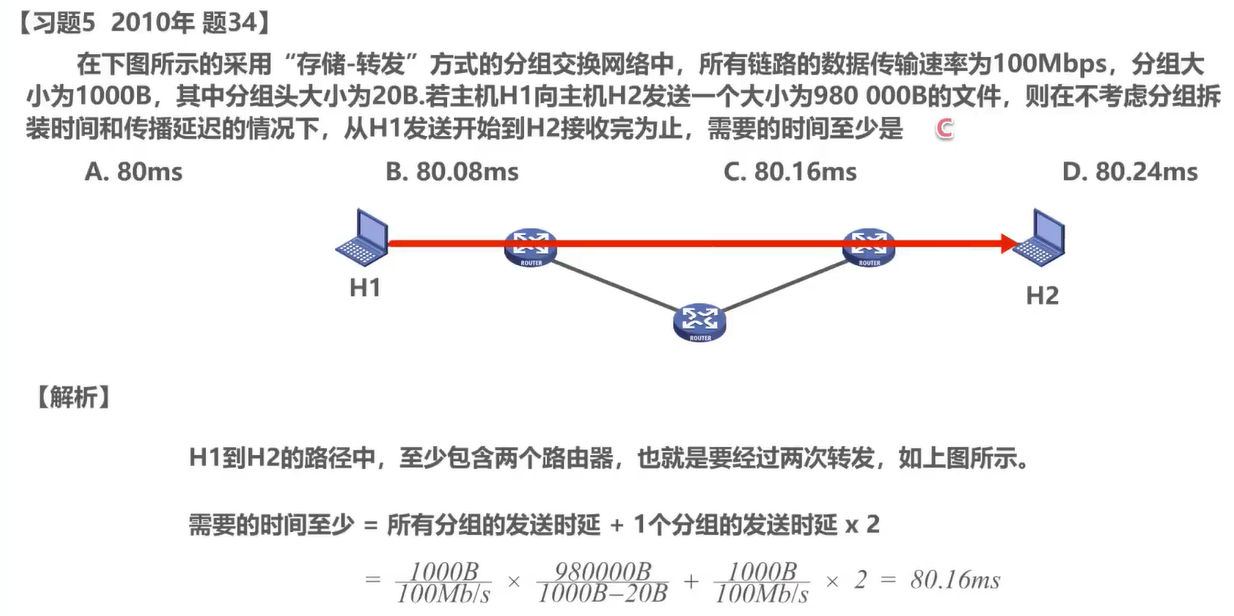 【习题5 2010年 题34】
在下图所示的采用“存储-转发”方式的分组交换网络中，所有链路的数据传输速率为100Mbps，分组大
小为1000B，其中分组头大小为20B.若主机H1向主机H2发送一个大小为980 000B的文件，则在不考虑分组拆
装时间和传播延迟的情况下，从H1发送开始到H2接收完为止，需要的时间至少是 C
A. 80ms B. 80.08ms C. 80.16ms D. 80.24ms
ROUTER ROUTER
H1 H2
ROUTER
【解析】
H1到H2的路径中，至少包含两个路由器，也就是要经过两次转发，如上图所示。
需要的时间至少 = 所有分组的发送时延 + 1个分组的发送时延 x 2
= 1000B/100Mb/s × 980000B/1000B−20B + 1000B/100Mb/s × 2 = 80.16ms